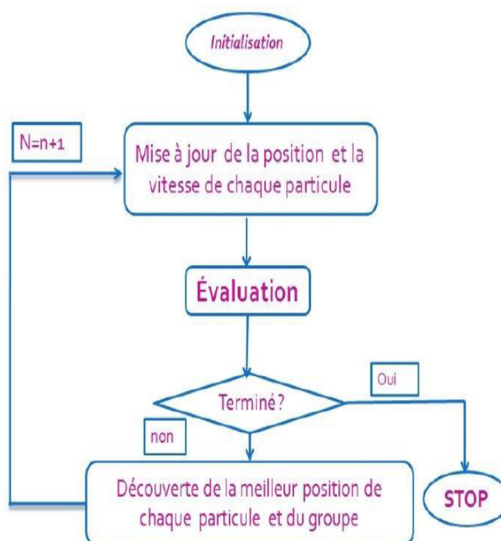 Initialisation
N=n+1
Mise à jour de la position et la
vitesse de chaque particule
Évaluation
Oui
Terminé?
non
Découverte de la meilleur position de
chaque particule et du groupe
STOP